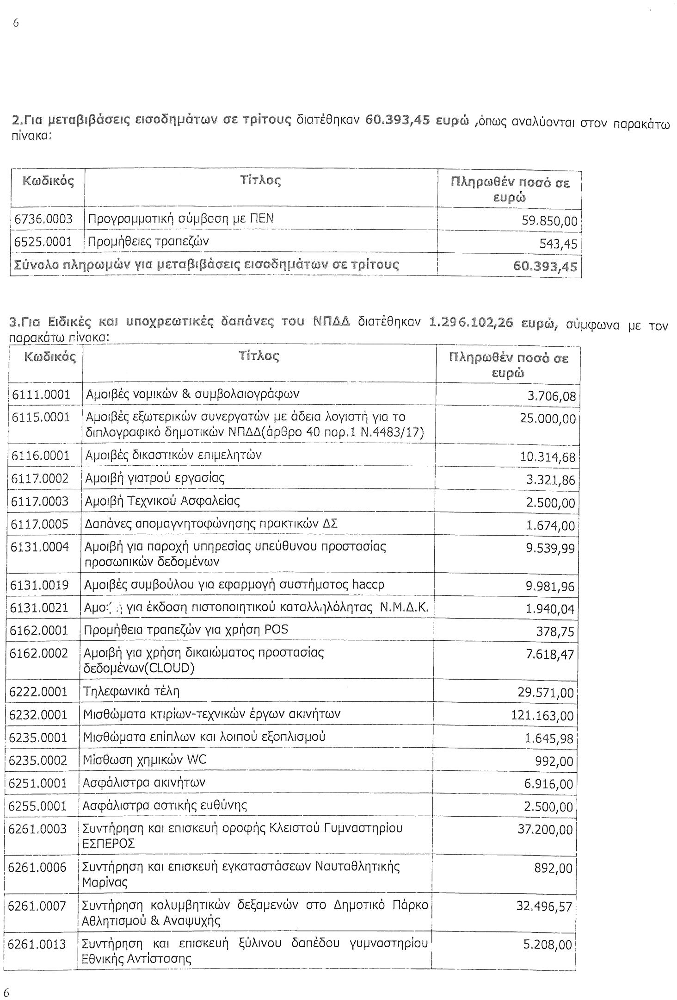 6
2.Για μεταβιβάσεις εισοδημάτων σε τρίτους διατέθηκαν 60.393,45 ευρώ ,όπως αναλύονται στον παρακάτω
πίνακα:
Κωδικός Τίτλος Πληρωθέν ποσό σε
ευρώ
6736.0003 Προγραμματική σύμβαση με ΠΕΝ 59.850,00
6525.0001 Προμήθειες τραπεζών 543,45
Σύνολο πληρωμών για μεταβιβάσεις εισοδημάτων σε τρίτους 60.393,45
3.Για Ειδικές και υποχρεωτικές δαπάνες του ΝΠΔΔ διατέθηκαν 1.296.102,26 ευρώ, σύμφωνα με τον
παρακάτω πίνακα:
Κωδικός Τίτλος Πληρωθέν ποσό σε
ευρώ
6111.0001 Αμοιβές νομικών & συμβολαιογράφων 3.706,08
6115.0001 Αμοιβές εξωτερικών συνεργατών με άδεια λογιστή για το 25.000,00
διπλογραφικό δημοτικών ΝΠΔΔ(άρθρο 40 παρ.1 Ν.4483/17)
6116.0001 Αμοιβές δικαστικών επιμελητών 10.314,68
6117.0002 Αμοιβή γιατρού εργασίας 3.321,86
6117.0003 Αμοιβή Τεχνικού Ασφαλείας 2.500,00
6117.0005 Δαπάνες απομαγνητοφώνησης πρακτικών ΔΣ 1.674,00
6131.0004 Αμοιβή για παροχή υπηρεσίας υπεύθυνου προστασίας 9.539,99
προσωπικών δεδομένων
6131.0019 Αμοιβές συμβούλου για εφαρμογή συστήματος haccp 9.981,96
6131.0021 για έκδοση πιστοποιητικού καταλληλόλητας Ν.Μ.Δ.Κ. 1.940,04
6162.0001 Προμήθεια τραπεζών για χρήση POS 378,75
6162.0002 Αμοιβή για χρήση δικαιώματος προστασίας 7.618,47
δεδομένων(CLOUD)
6222.0001 Τηλεφωνικά τέλη 29.571,00
6232.0001 Μισθώματα κτιρίων-τεχνικών έργων ακινήτων 121.163,00
6235.0001 Μισθώματα επίπλων και λοιπού εξοπλισμού 1.645,98
6235.0002 Μίσθωση χημικών WC 992,00
6251.0001 Ασφάλιστρα ακινήτων 6.916,00
6255.0001 Ασφάλιστρα αστικής ευθύνης 2.500,00
6261.0003 Συντήρηση και επισκευή οροφής Κλειστού Γυμναστηρίου 37.200,00
ΕΣΠΕΡΟΣ
6261.0006 Συντήρηση και επισκευή εγκαταστάσεων Ναυταθλητικής 892,00
Μαρίνας
6261.0007 Συντήρηση κολυμβητικών δεξαμενών στο Δημοτικό Πάρκο 32.496,57
Αθλητισμού & Αναψυχής
6261.0013 Συντήρηση και επισκευή ξύλινου δαπέδου γυμναστηρίου 5.208,00
Εθνικής Αντίστασης
6